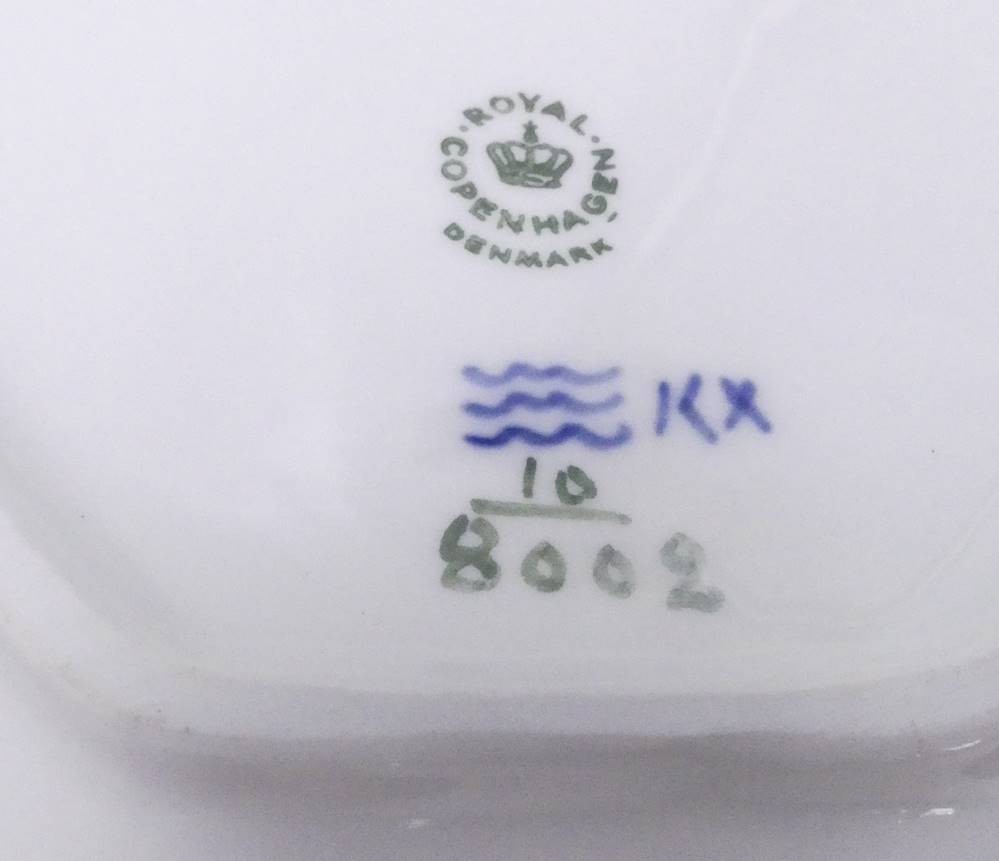 ROYAL
COPENHAGEN
DENMARK
KX
10
8002